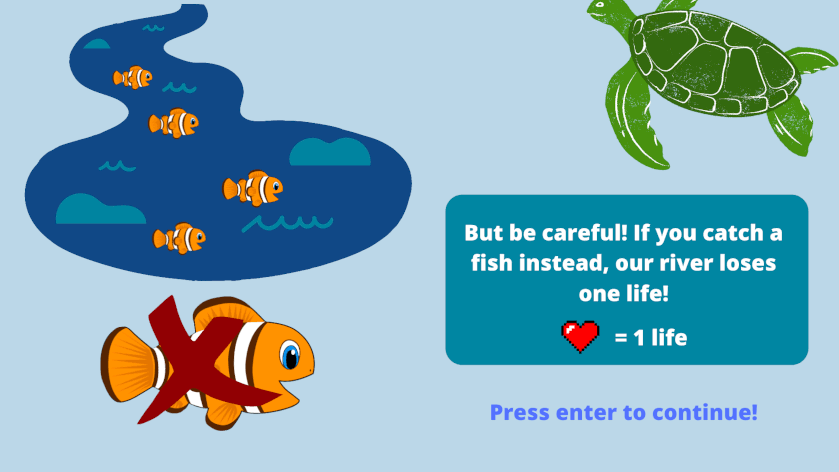 But be careful! If you catch a
fish instead, our river loses
one life!
= 1 life
Press enter to continue!